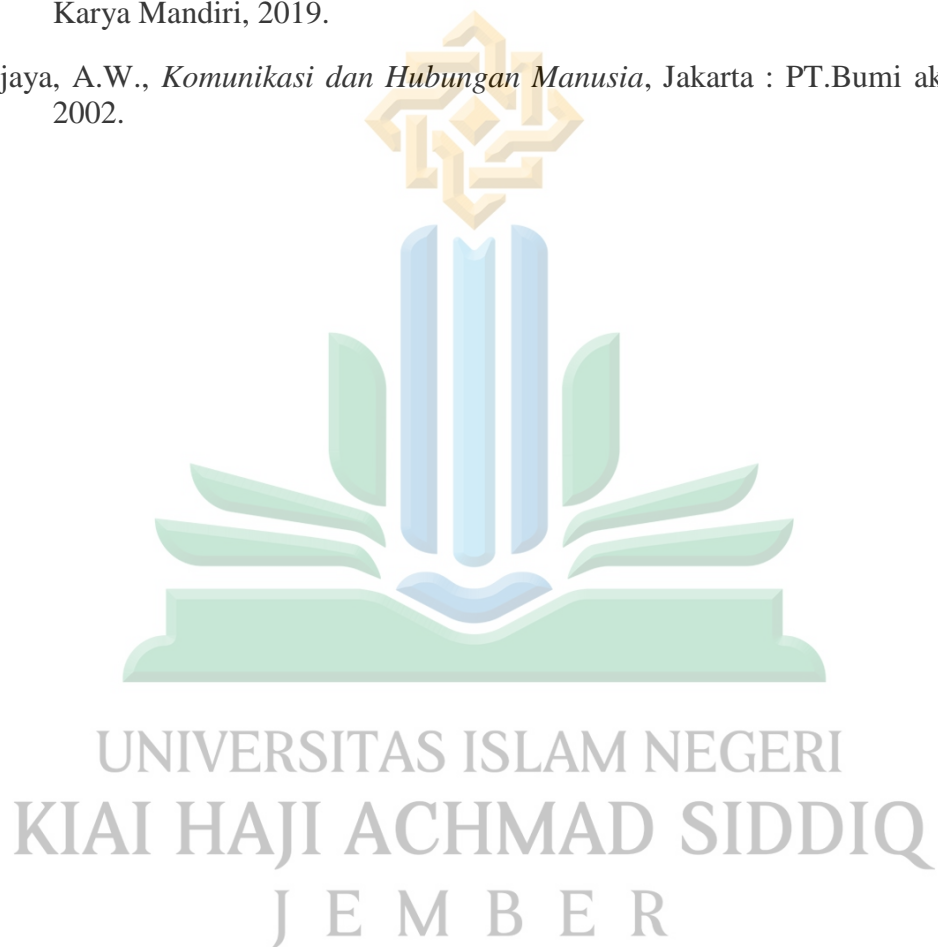 Karya Mandiri, 2019.
jaya, A.W., Komunikasi dan Hubungan Manusia, Jakarta : PT.Bumi ak
2002.
UNIVERSITAS ISLAM NEGERI
KIAI HAJI ACHMAD SIDDIQ
JEMBER